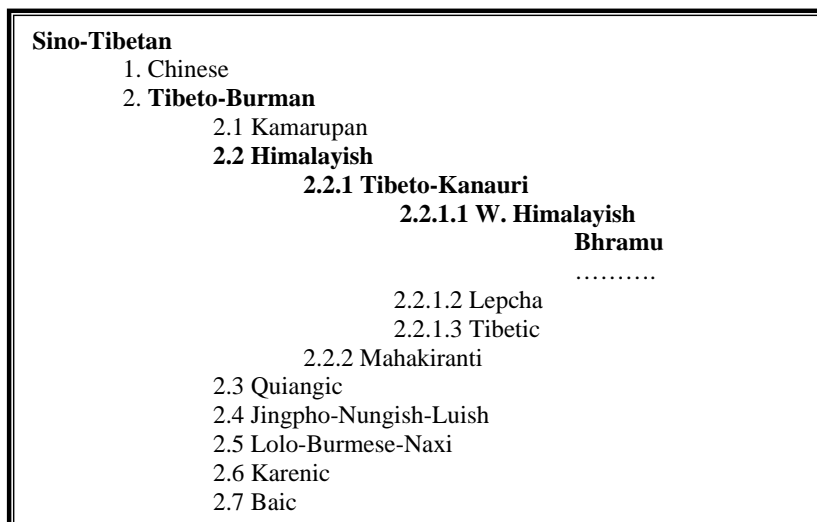 Sino-Tibetan
1. Chinese
2. Tibeto-Burman
2.1 Kamarupan
2.2 Himalayish
2.2.1 Tibeto-Kanauri
2.2.1.1 W. Himalayish
Bhramu
……….
2.2.1.2 Lepcha
2.2.1.3 Tibetic
2.2.2 Mahakiranti
2.3 Quiangic
2.4 Jingpho-Nungish-Luish
2.5 Lolo-Burmese-Naxi
2.6 Karenic
2.7 Baic